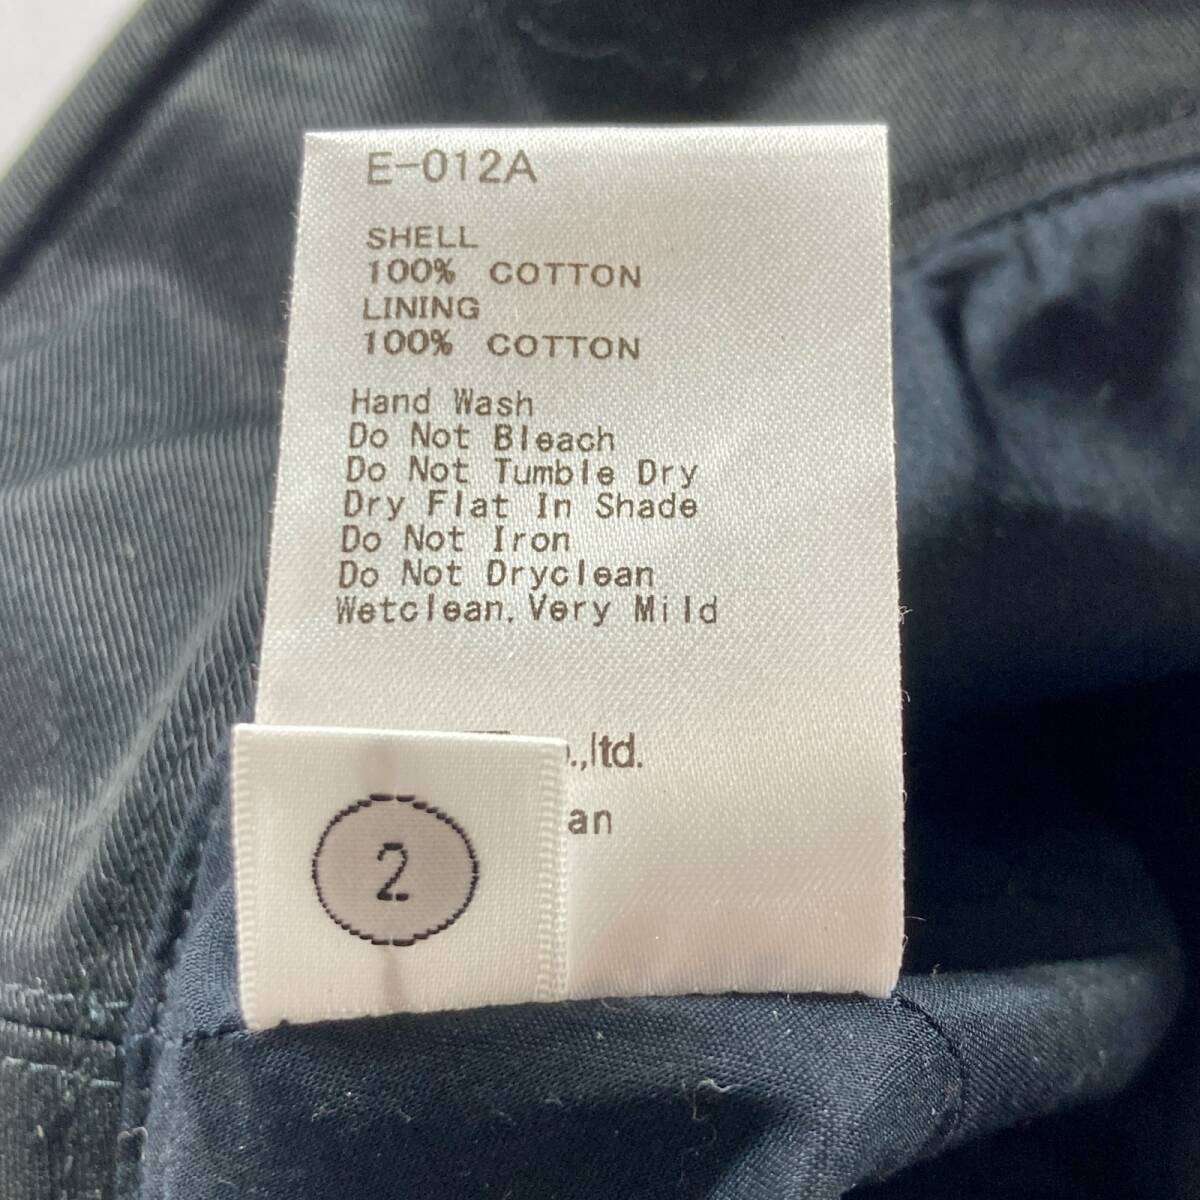 E-012A
SHELL
100% COTTON
LINING
100% COTTON
Hand Wash
Do Not Bleach
Do Not Tumble Dry
Dry Flat In Shade
Do Not Iron
Do Not Dryclean
Wetclean. Very Mild
.,ltd.
an
2